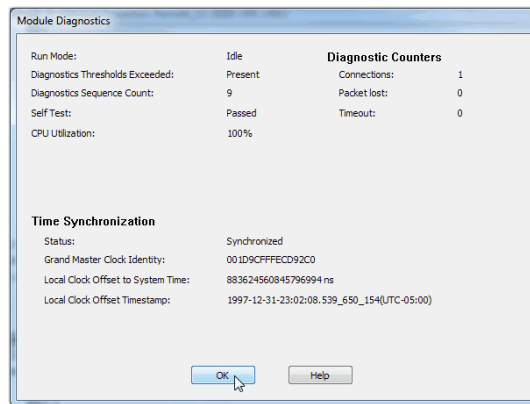 Module Diagnostics
Run Mode: Idle
Diagnostics Thresholds Exceeded: Present
Diagnostics Sequence Count: 9
Self Test: Passed
CPU Utilization: 100%
Diagnostic Counters
Connections: 1
Packet lost: 0
Timeout: 0
Time Synchronization
Status: Synchronized
Grand Master Clock Identity: 001D9CFFFECD92C0
Local Clock Offset to System Time: 883624560845796994 ns
Local Clock Offset Timestamp: 1997-12-31-23:02:08.539_650_154(UTC-05:00)
OK Help